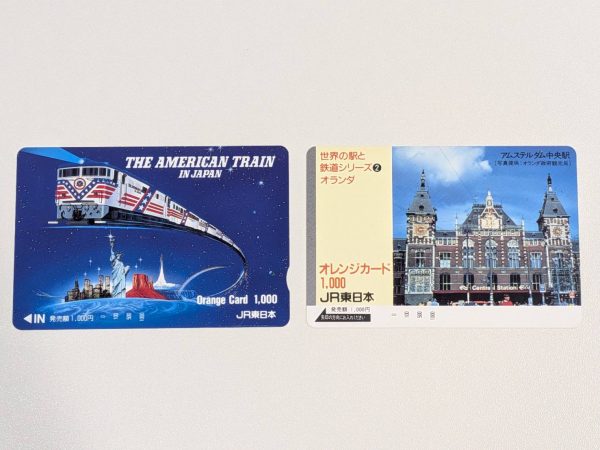 THE AMERICAN TRAIN
IN JAPAN
Orange Card 1,000
JR東日本
IN 発売額1,000円
世界の駅と
鉄道シリーズ❷
オランダ
アムステルダム中央駅
オレンジカード
1,000
JR東日本
発売額 1,000円
Centraal Station